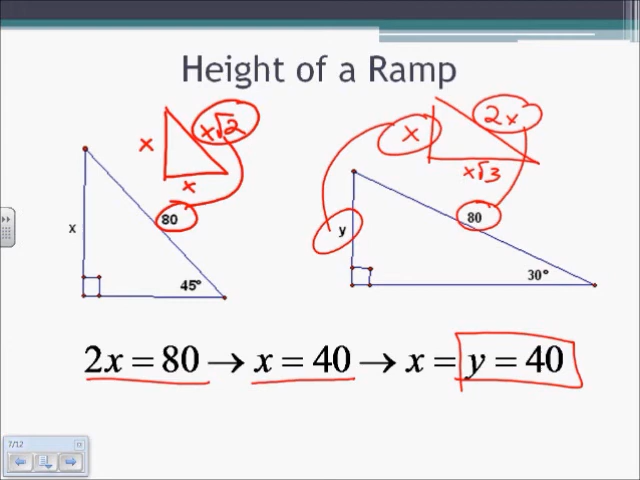 Height of a Ramp
x√2
x
x
80
x
45°
2x
x
x√3
80
y
30°
2x = 80 → x = 40 → x = y = 40
7/12